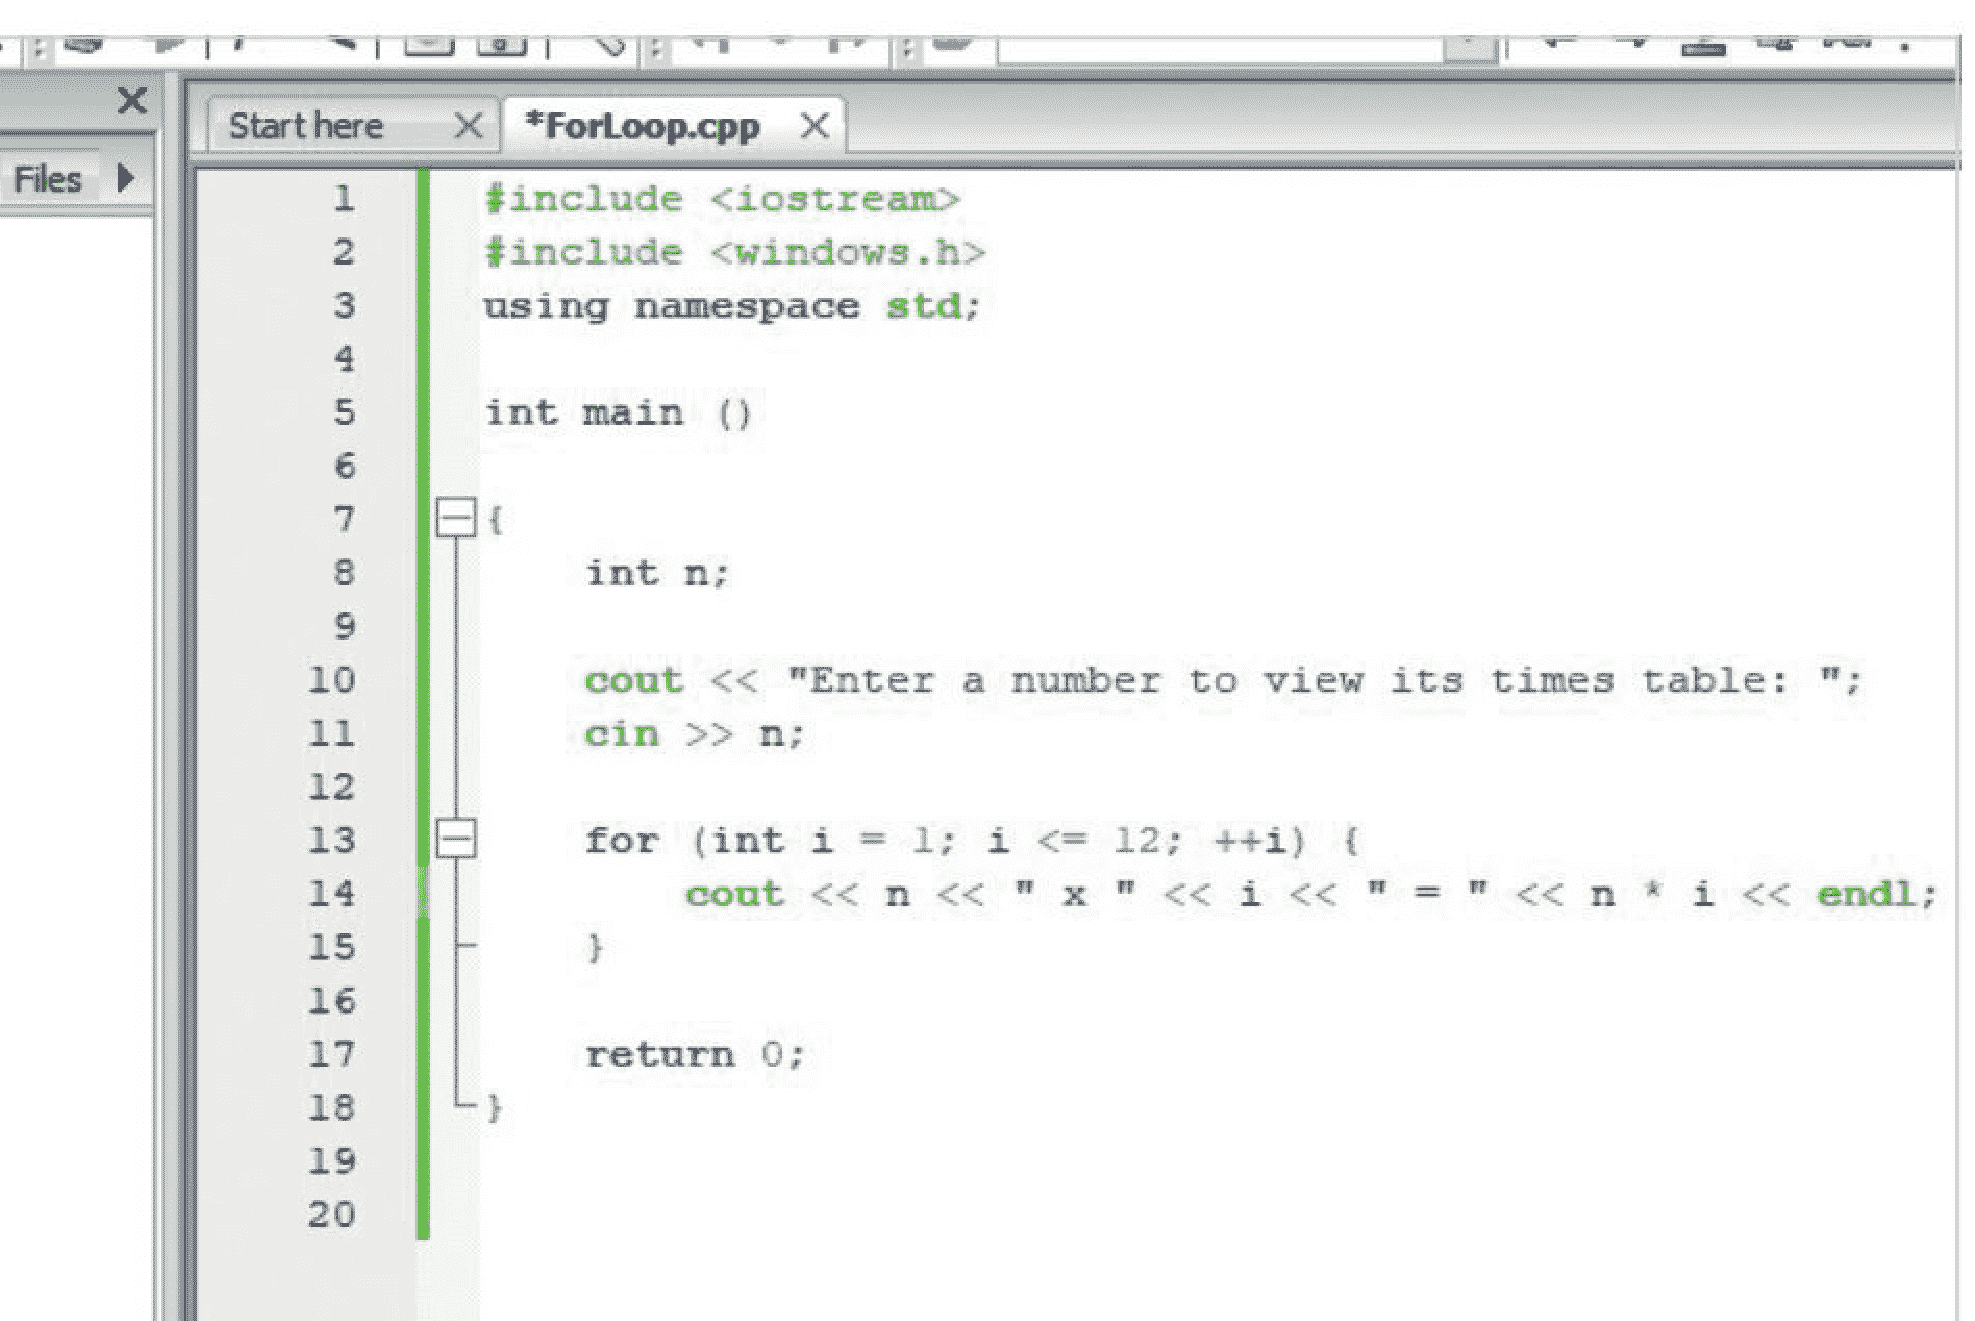 Start here
*ForLoop.cpp
Files
1 #include <iostream>
2 #include <windows.h>
3 using namespace std;
4
5 int main ()
6
7 {
8 int n;
9
10 cout << "Enter a number to view its times table: ";
11 cin >> n;
12
13 for (int i = 1; i <= 12; ++i) {
14 cout << n << " x " << i << " = " << n * i << endl;
15 }
16
17 return 0;
18 }
19
20